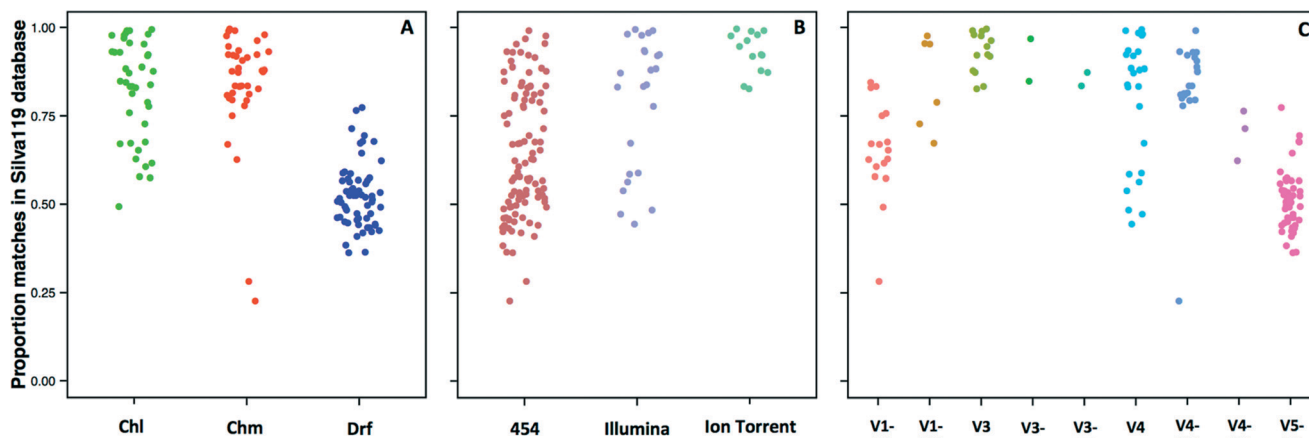 Proportion matches in Silva119 database
1.00
0.75
0.50
0.25
0.00
A
Chl Chm Drf
B
454 Illumina Ion Torrent
C
V1- V1- V3 V3- V3- V4 V4- V4- V5-